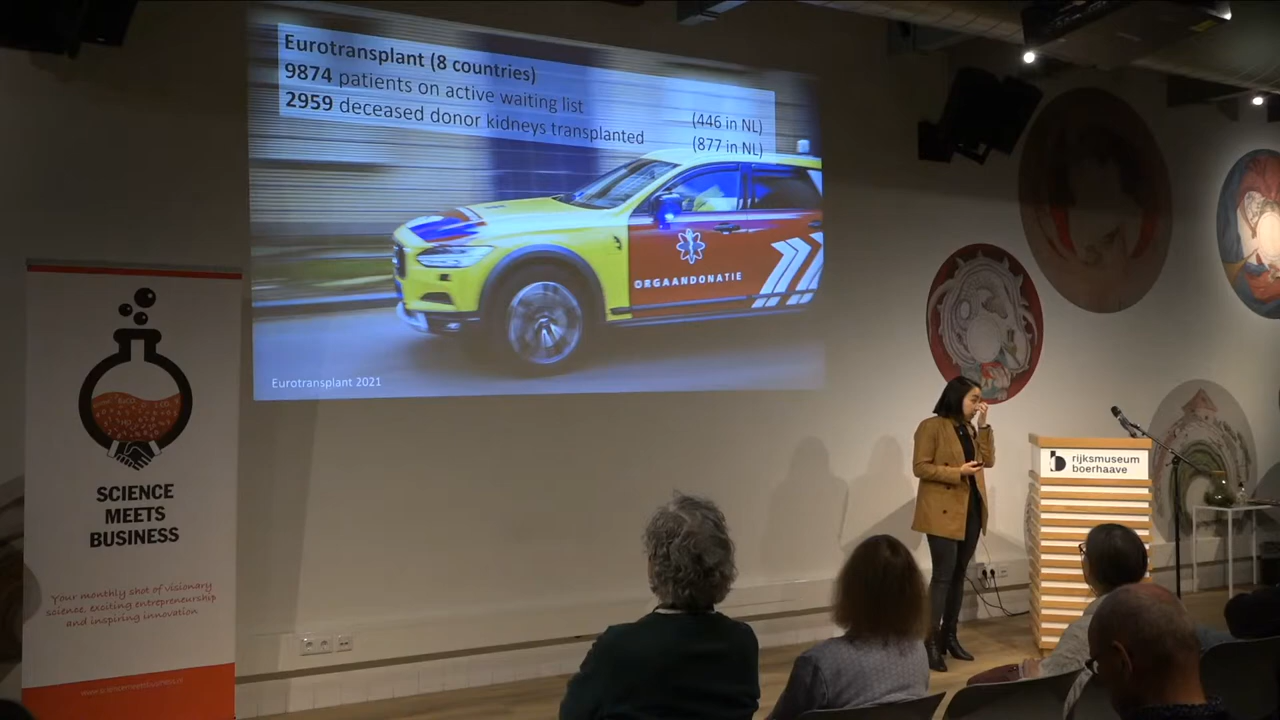 Eurotransplant (8 countries)
9874 patients on active waiting list
(446 in NL)
2959 deceased donor kidneys transplanted
(877 in NL)
ORGAANDONATIE
Eurotransplant 2021
SCIENCE
MEETS
BUSINESS
Your monthly shot of visionary
science, exciting entrepreneurship
and inspiring innovation
rijksmuseum
boerhaave